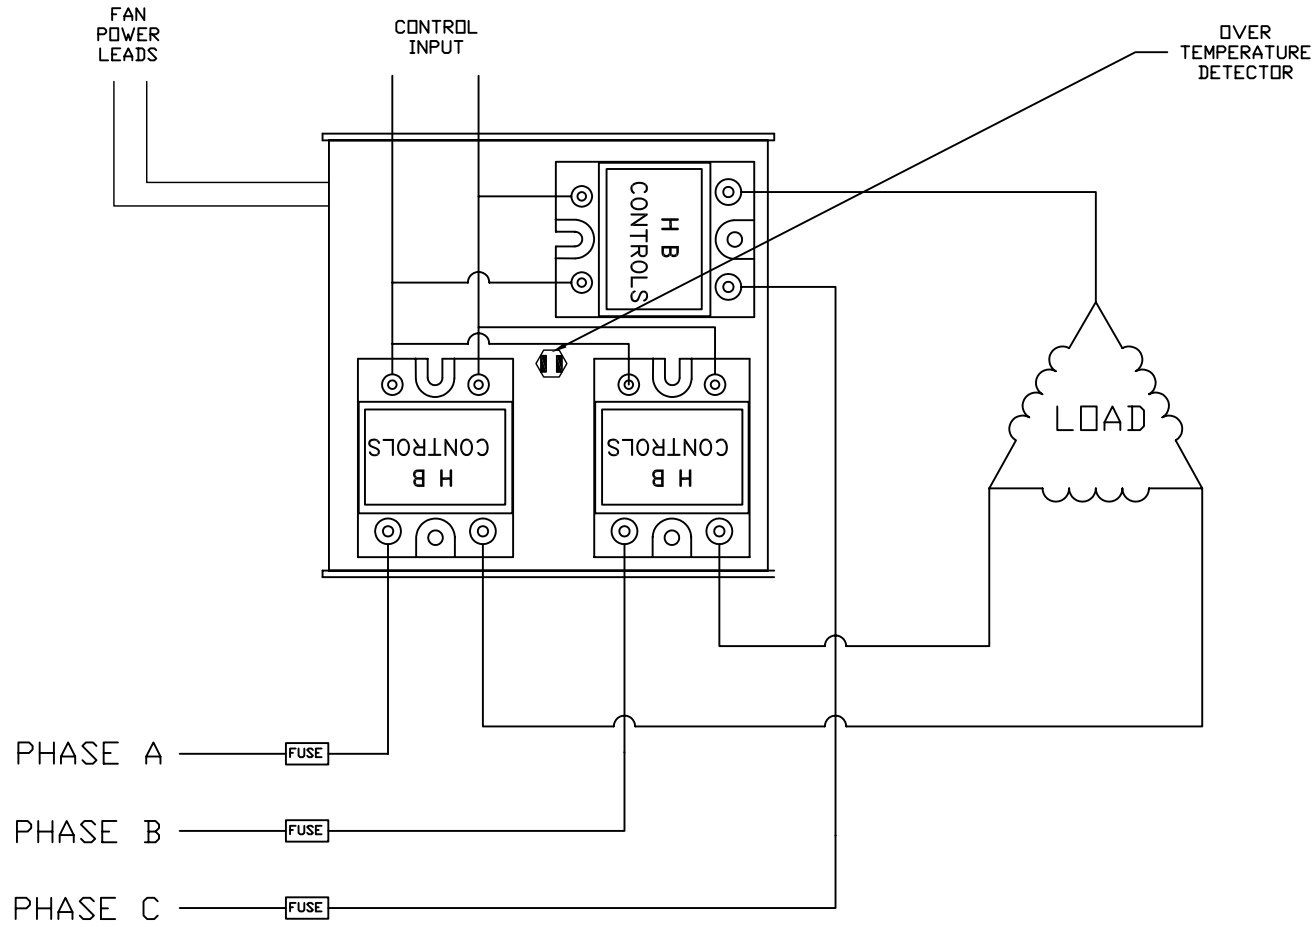 FAN
POWER
LEADS
CONTROL
INPUT
OVER
TEMPERATURE
DETECTOR
H B
CONTROLS
LOAD
H B
CONTROLS
H B
CONTROLS
PHASE A
FUSE
PHASE B
FUSE
PHASE C
FUSE